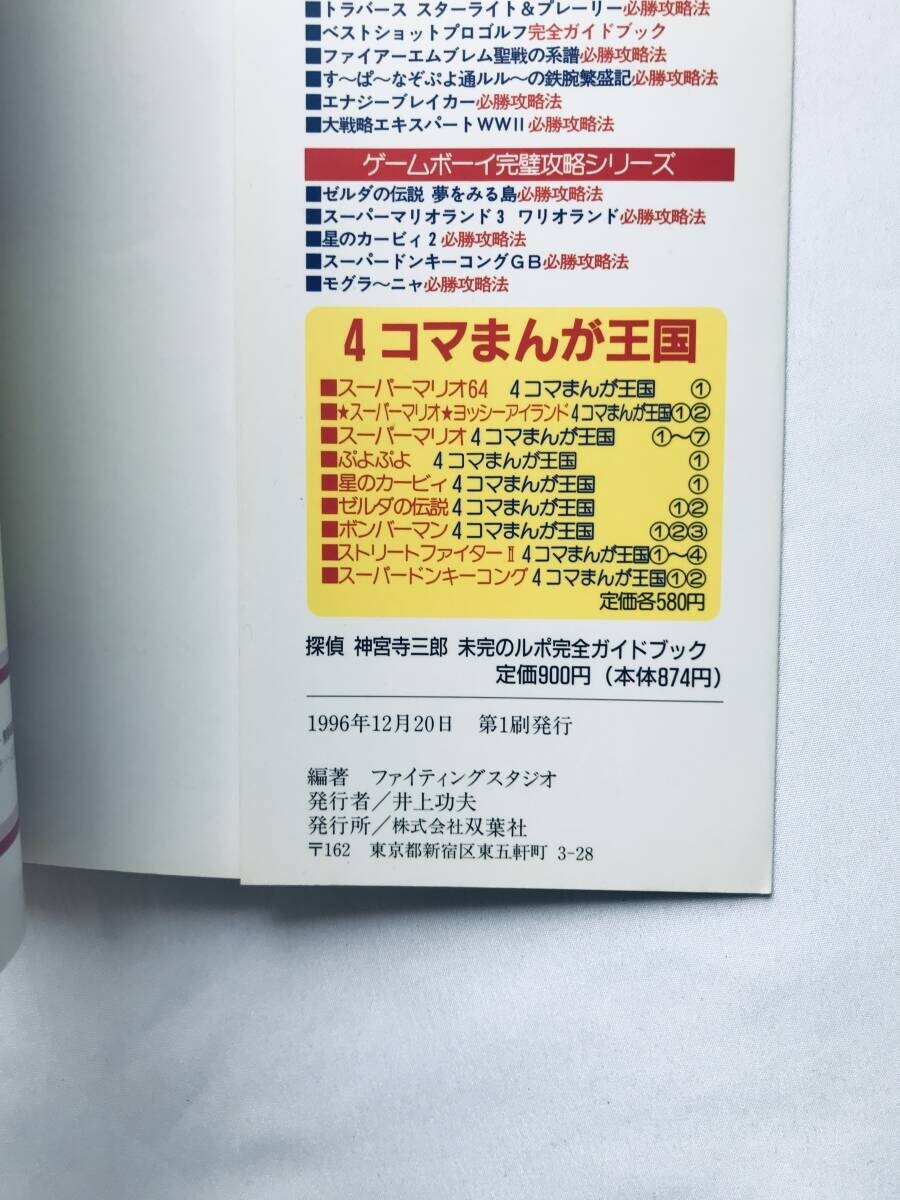 ■トラバース スターライト&プレーリー必勝攻略法
■ベストショットプロゴルフ完全ガイドブック
■ファイアーエムブレム聖戦の系譜必勝攻略法
■す〜ぱ〜なぞぷよ通ルル〜の鉄腕繁盛記必勝攻略法
■エナジーブレイカー必勝攻略法
■大戦略エキスパートWWII必勝攻略法
ゲームボーイ完璧攻略シリーズ
■ゼルダの伝説 夢をみる島必勝攻略法
■スーパーマリオランド3 ワリオランド必勝攻略法
■星のカービィ2必勝攻略法
■スーパードンキーコングGB必勝攻略法
■モグラ〜ニャ必勝攻略法
4コマまんが王国
■スーパーマリオ64 4コマまんが王国 ①
■★スーパーマリオ★ヨッシーアイランド4コマまんが王国①②
■スーパーマリオ4コマまんが王国 ①〜⑦
■ぷよぷよ 4コマまんが王国 ①
■星のカービィ4コマまんが王国 ①
■ゼルダの伝説4コマまんが王国 ①②
■ボンバーマン4コマまんが王国 ①②③
■ストリートファイターⅡ4コマまんが王国①〜④
■スーパードンキーコング4コマまんが王国①②
定価各580円
探偵 神宮寺三郎 未完のルポ完全ガイドブック
定価900円(本体874円)
1996年12月20日 第1刷発行
編著 ファイティングスタジオ
発行者/井上功夫
発行所/株式会社双葉社
〒162 東京都新宿区東五軒町 3-28